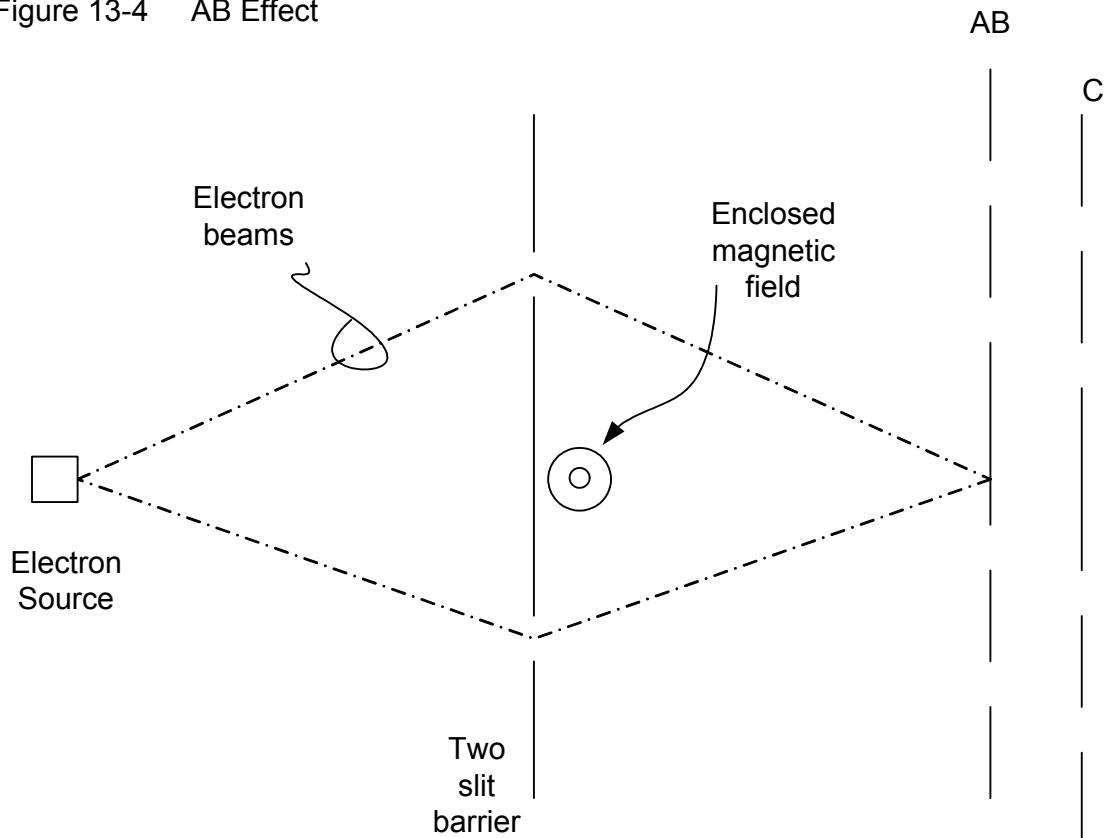 Figure 13-4 AB Effect
AB
C
Electron
beams
Enclosed
magnetic
field
Electron
Source
Two
slit
barrier